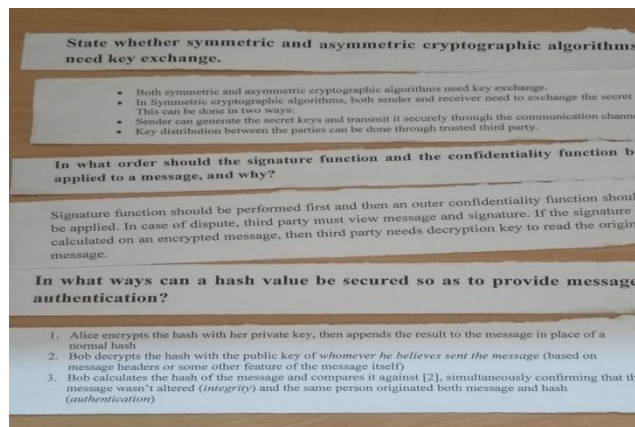 State whether symmetric and asymmetric cryptographic algorithms
need key exchange.
• Both symmetric and asymmetric cryptographic algorithms need key exchange.
• In Symmetric cryptographic algorithms, both sender and receiver need to exchange the secret
This can be done in two ways:
• Sender can generate the secret keys and transmit it securely through the communication chann
• Key distribution between the parties can be done through trusted third party.
In what order should the signature function and the confidentiality function b
applied to a message, and why?
Signature function should be performed first and then an outer confidentiality function shoul
be applied. In case of dispute, third party must view message and signature. If the signature
calculated on an encrypted message, then third party needs decryption key to read the origin
message.
In what ways can a hash value be secured so as to provide message
authentication?
1. Alice encrypts the hash with her private key, then appends the result to the message in place of a
normal hash
2. Bob decrypts the hash with the public key of whomever he believes sent the message (based on
message headers or some other feature of the message itself)
3. Bob calculates the hash of the message and compares it against [2], simultaneously confirming that th
message wasn't altered (integrity) and the same person originated both message and hash
(authentication)